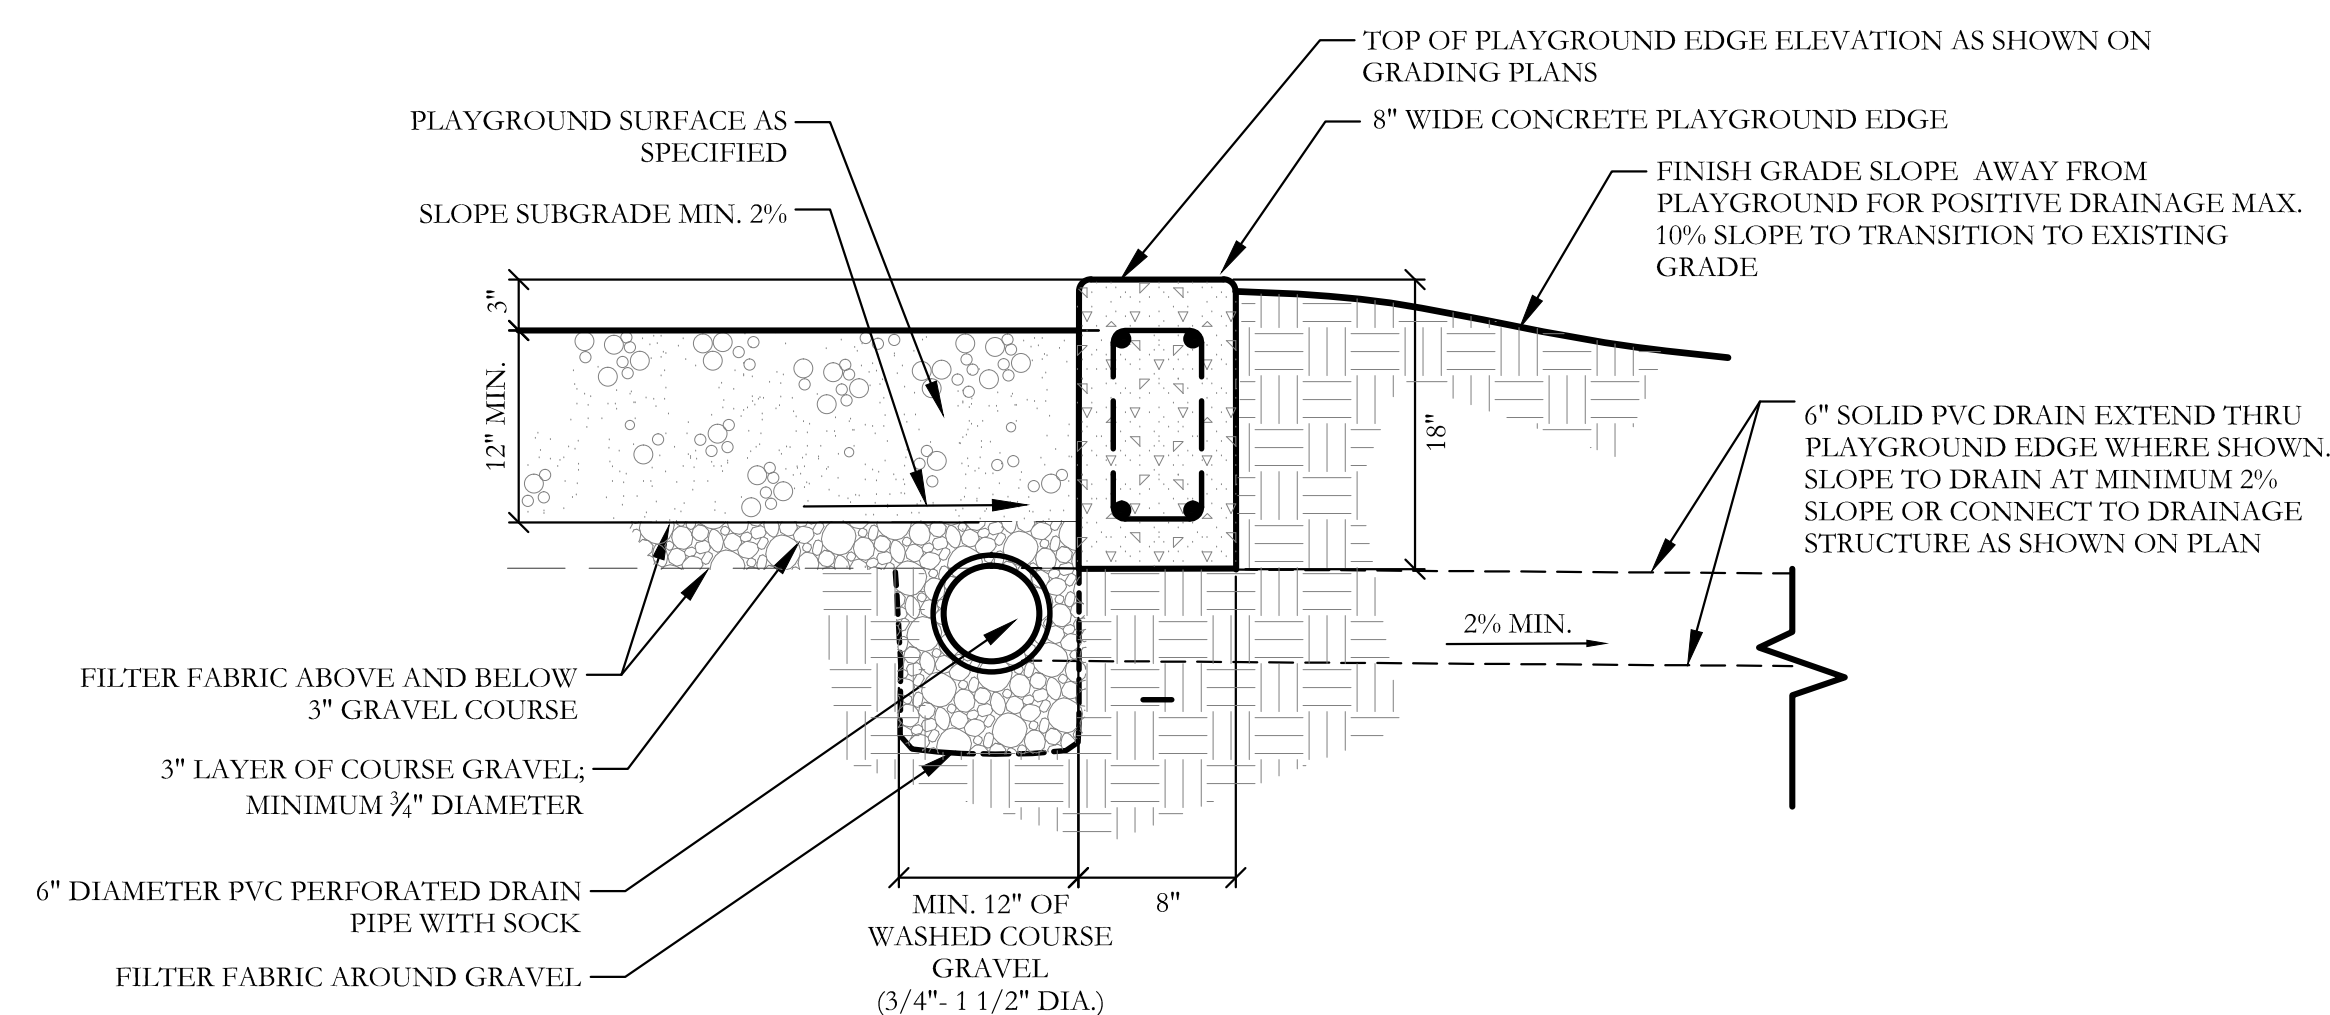 TOP OF PLAYGROUND EDGE ELEVATION AS SHOWN ON
GRADING PLANS
8" WIDE CONCRETE PLAYGROUND EDGE
FINISH GRADE SLOPE  AWAY FROM
PLAYGROUND FOR POSITIVE DRAINAGE MAX.
10% SLOPE TO TRANSITION TO EXISTING
GRADE
PLAYGROUND SURFACE AS
SPECIFIED
SLOPE SUBGRADE MIN. 2%
3"
12" MIN.
18"
6" SOLID PVC DRAIN EXTEND THRU
PLAYGROUND EDGE WHERE SHOWN.
SLOPE TO DRAIN AT MINIMUM 2%
SLOPE OR CONNECT TO DRAINAGE
STRUCTURE AS SHOWN ON PLAN
2% MIN.
FILTER FABRIC ABOVE AND BELOW
3" GRAVEL COURSE
3" LAYER OF COURSE GRAVEL;
MINIMUM ¾" DIAMETER
6" DIAMETER PVC PERFORATED DRAIN
PIPE WITH SOCK
FILTER FABRIC AROUND GRAVEL
MIN. 12" OF
WASHED COURSE
GRAVEL
(3/4"- 1 1/2" DIA.)
8"